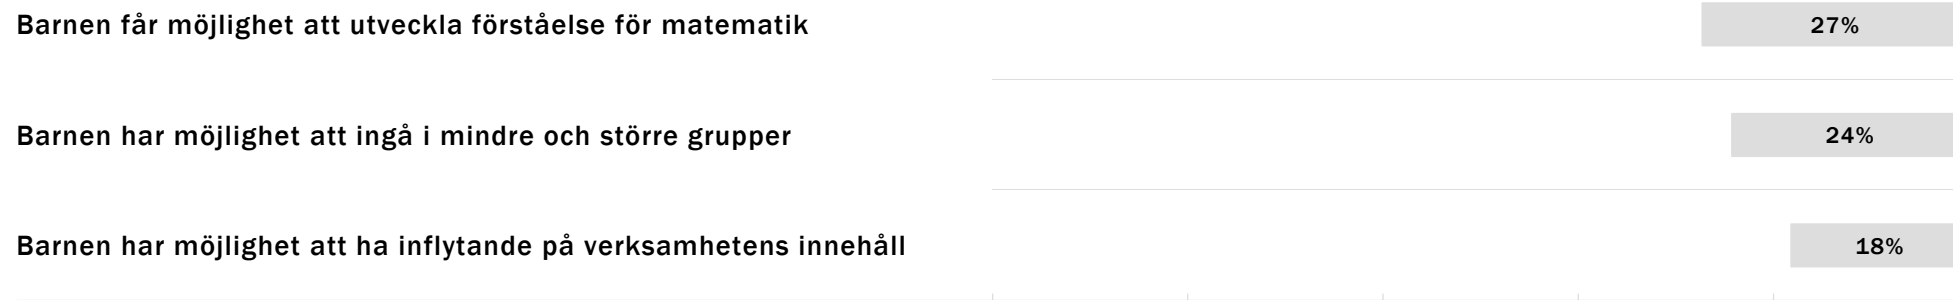 Barnen får möjlighet att utveckla förståelse för matematik 27%
Barnen har möjlighet att ingå i mindre och större grupper 24%
Barnen har möjlighet att ha inflytande på verksamhetens innehåll 18%